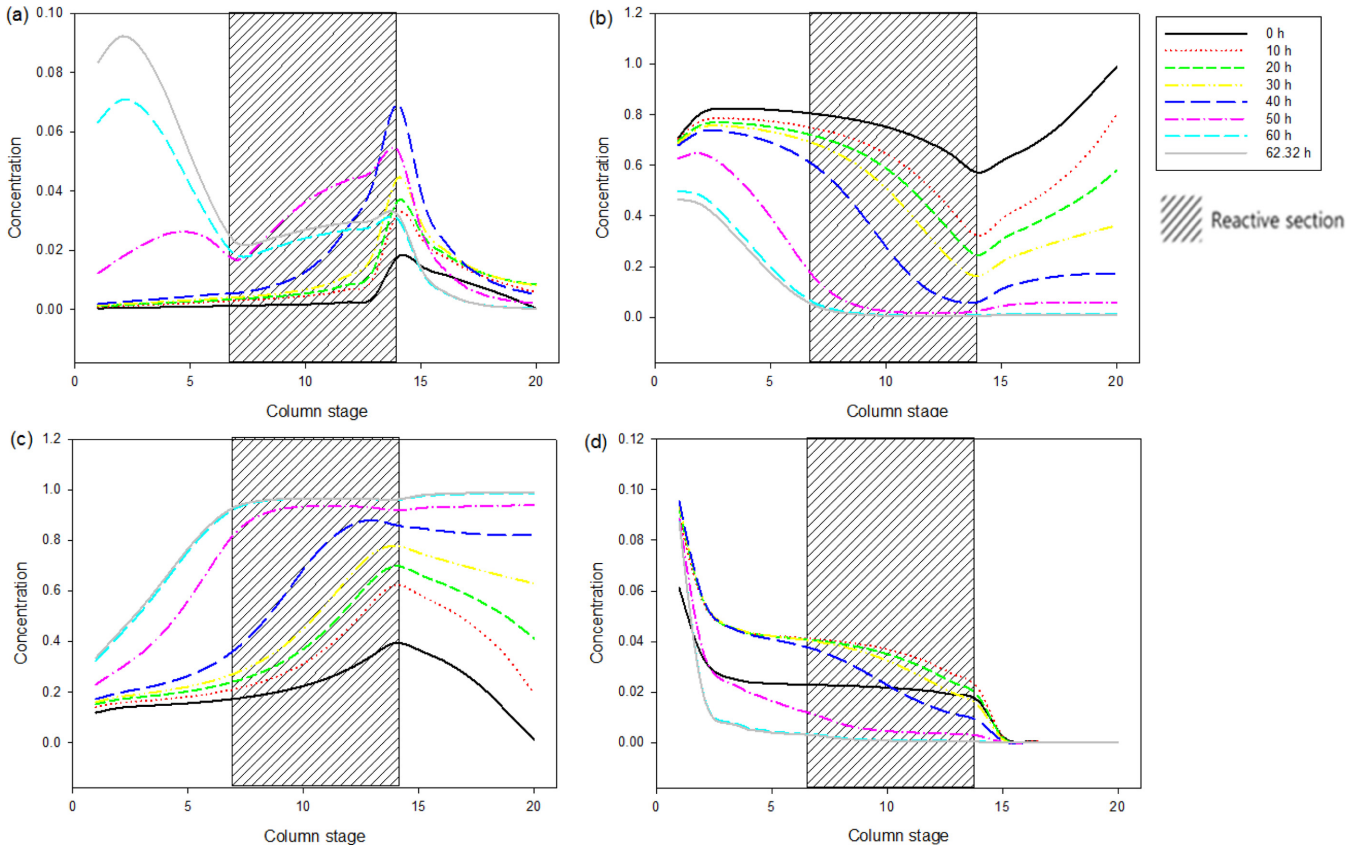 (a)
0.10
0.08
0.06
0.04
0.02
0.00
Concentration
0
5
10
15
20
Column stage
(b)
1.2
1.0
0.8
0.6
0.4
0.2
0.0
Concentration
0
5
10
15
20
Column stage
0 h
10 h
20 h
30 h
40 h
50 h
60 h
62.32 h
Reactive section
(c)
1.2
1.0
0.8
0.6
0.4
0.2
0.0
Concentration
0
5
10
15
20
Column stage
(d)
0.12
0.10
0.08
0.06
0.04
0.02
0.00
Concentration
0
5
10
15
20
Column stage